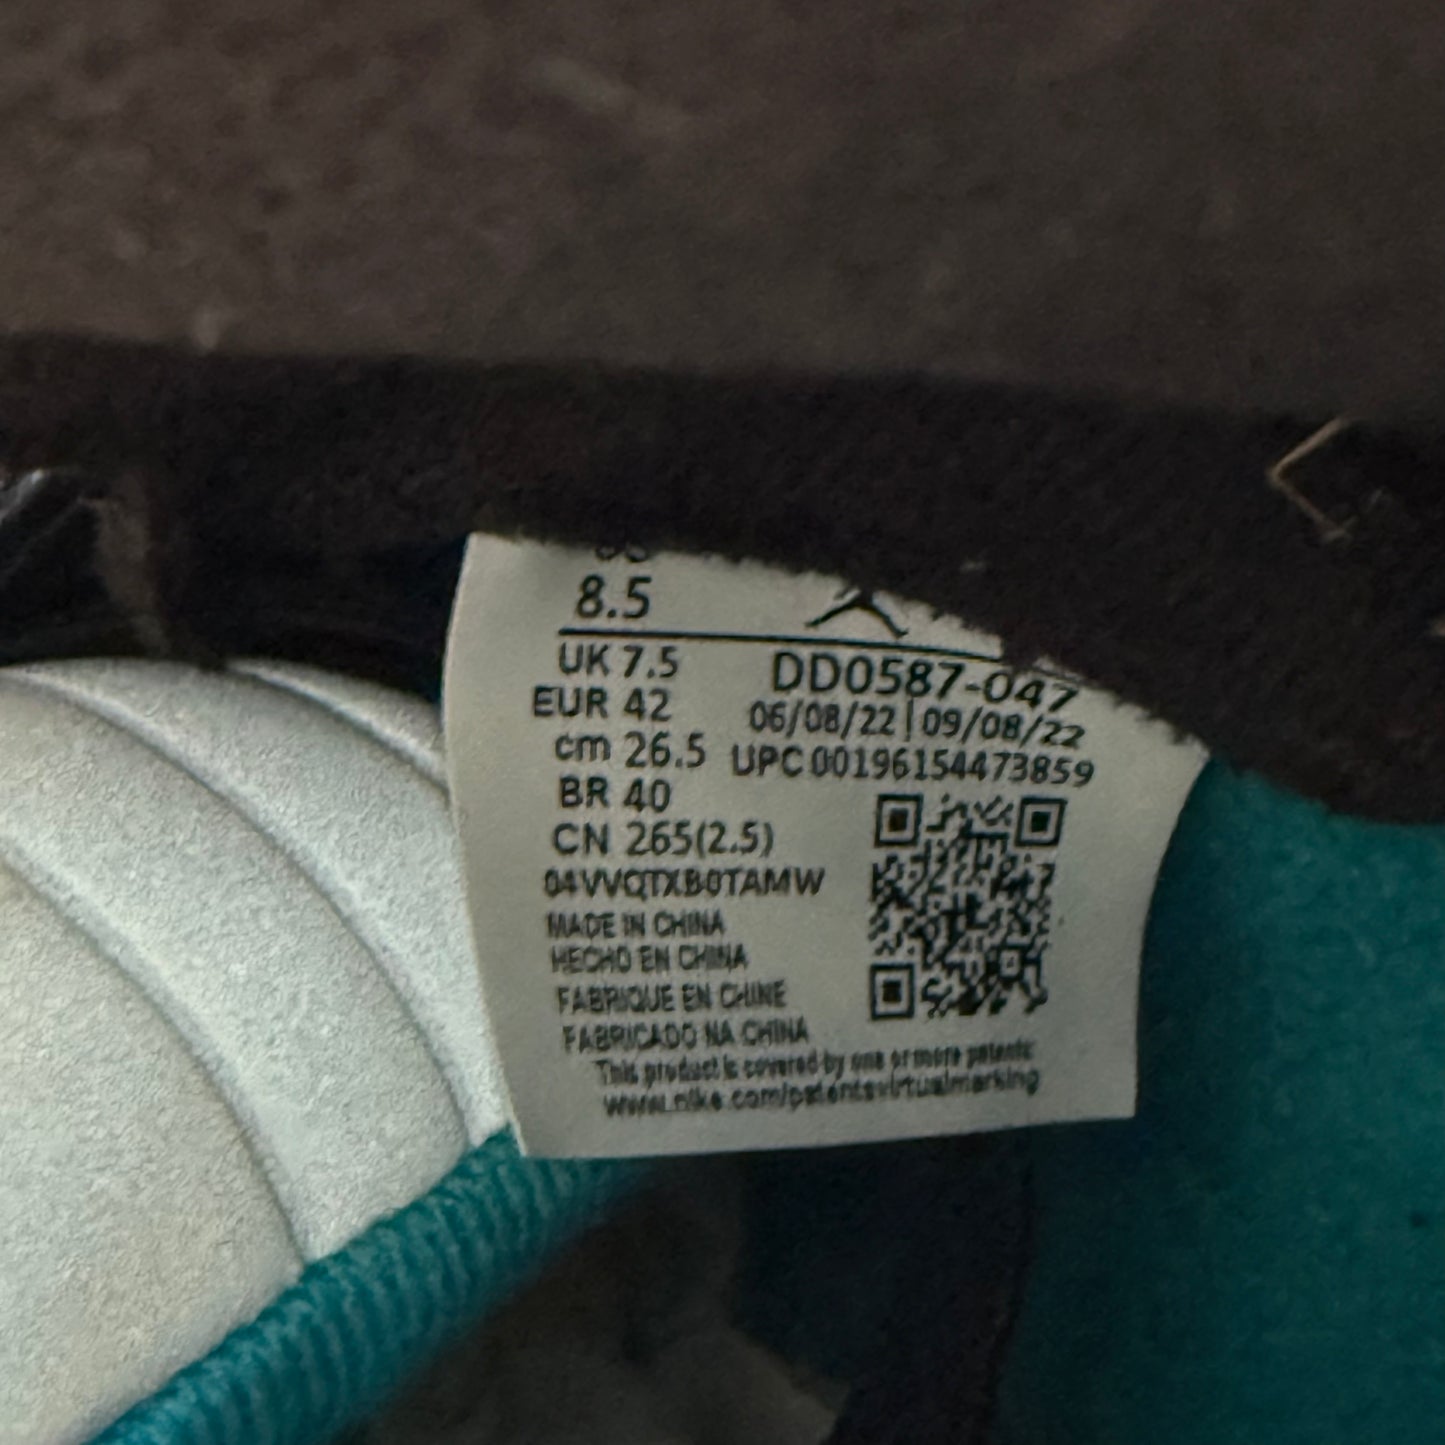 8.5
UK 7.5
EUR 42
cm 26.5
BR 40
CN 265(2.5)
DD0587-047
06/08/22 | 09/08/22
UPC 00196154473859
04VVQTXB0TAMW
MADE IN CHINA
HECHO EN CHINA
FABRIQUE EN CHINE
FABRICADO NA CHINA
This product is covered by one or more patents:
www.nike.com/patentsvirtualmarking